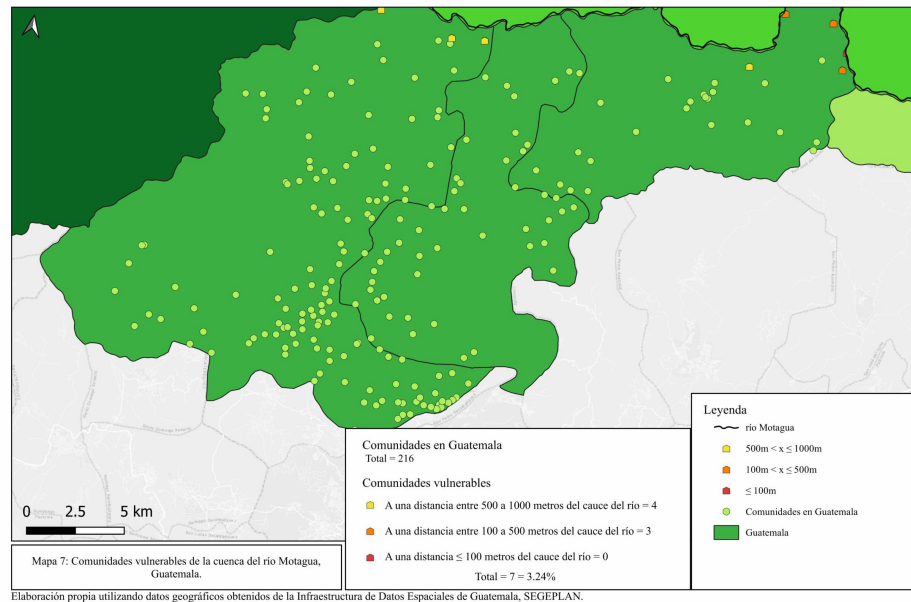 Comunidades en Guatemala
Total = 216
Comunidades vulnerables
A una distancia entre 500 a 1000 metros del cauce del río = 4
A una distancia entre 100 a 500 metros del cauce del río = 3
A una distancia ≤ 100 metros del cauce del río = 0
Total = 7 = 3.24%
Leyenda
río Motagua
500m < x ≤ 1000m
100m < x ≤ 500m
≤ 100m
Comunidades en Guatemala
Guatemala
0 2.5 5 km
Mapa 7: Comunidades vulnerables de la cuenca del río Motagua,
Guatemala.
Elaboración propia utilizando datos geográficos obtenidos de la Infraestructura de Datos Espaciales de Guatemala, SEGEPLAN.